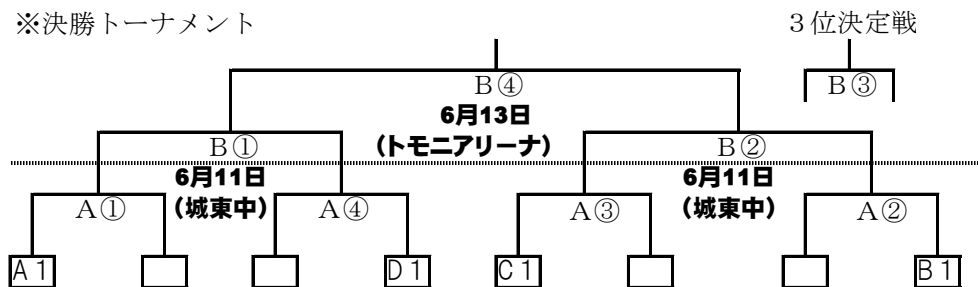 ※決勝トーナメント
３位決定戦
Ｂ④
Ｂ③
6月13日
（トモニアリーナ）
Ｂ①
Ｂ②
6月11日
（城東中）
6月11日
（城東中）
Ａ①
Ａ④
Ａ③
Ａ②
Ａ１
Ｄ１
Ｃ１
Ｂ１